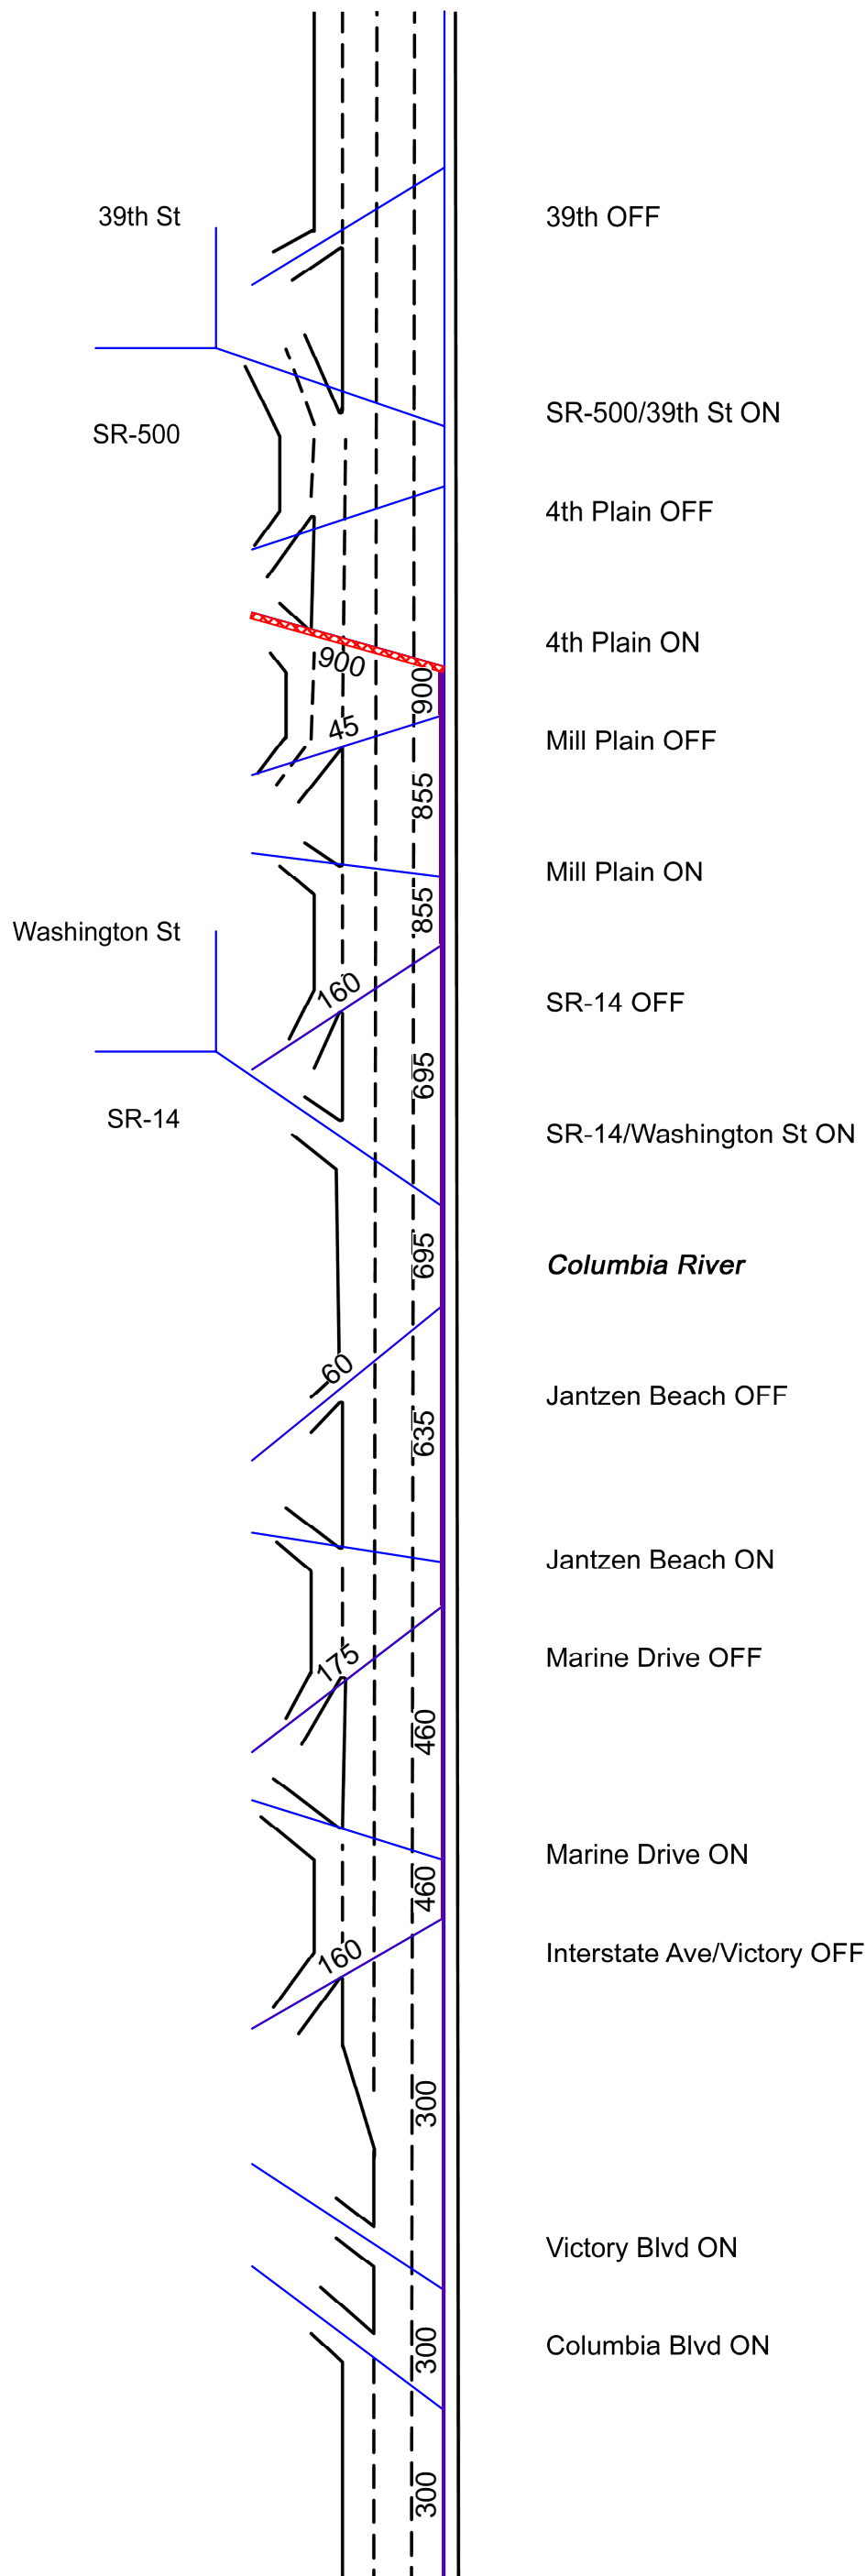 39th St
39th OFF
SR-500/39th St ON
SR-500
4th Plain OFF
4th Plain ON
900
900
45
Mill Plain OFF
855
Mill Plain ON
855
Washington St
160
SR-14 OFF
695
SR-14
SR-14/Washington St ON
695
Columbia River
60
Jantzen Beach OFF
635
Jantzen Beach ON
175
Marine Drive OFF
460
Marine Drive ON
460
160
Interstate Ave/Victory OFF
300
Victory Blvd ON
300
Columbia Blvd ON
300